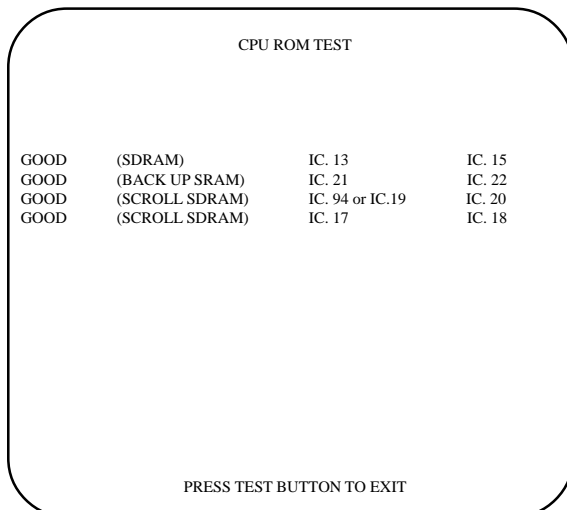 CPU ROM TEST
GOOD (SDRAM) IC. 13 IC. 15
GOOD (BACK UP SRAM) IC. 21 IC. 22
GOOD (SCROLL SDRAM) IC. 94 or IC.19 IC. 20
GOOD (SCROLL SDRAM) IC. 17 IC. 18
PRESS TEST BUTTON TO EXIT